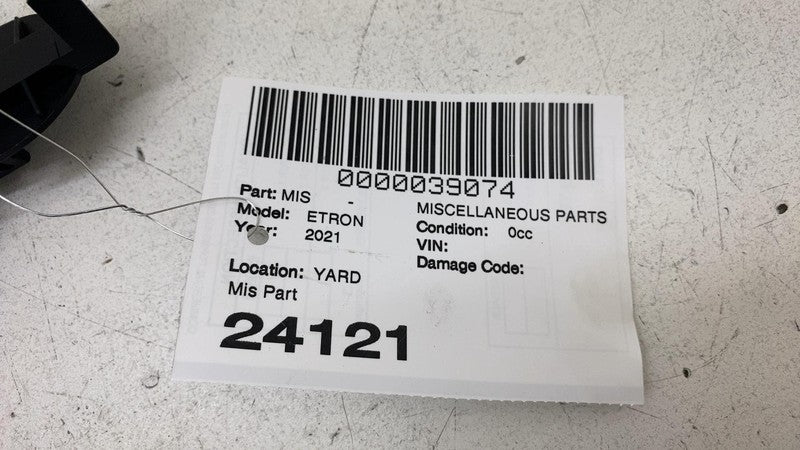 0000039074
Part: MIS - MISCELLANEOUS PARTS
Model: ETRON Condition: 0cc
Year: 2021 VIN:
Damage Code:
Location: YARD
Mis Part
24121